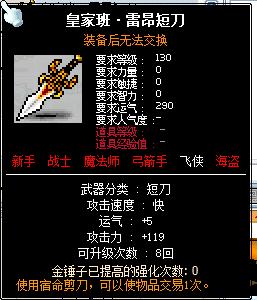 皇家班·雷昂短刀
装备后无法交换
要求等级 : 130
要求力量 : 0
要求敏捷 : 0
要求智力 : 0
要求运气 : 290
要求人气度 : -
道具等级 : -
道具经验值 : -
新手 战士 魔法师 弓箭手 飞侠 海盗
武器分类 : 短刀
攻击速度 : 快
运气 : +5
攻击力 : +119
可升级次数 : 8回
金锤子已提高的强化次数: 0
使用宿命剪刀，可以使物品交易1次。